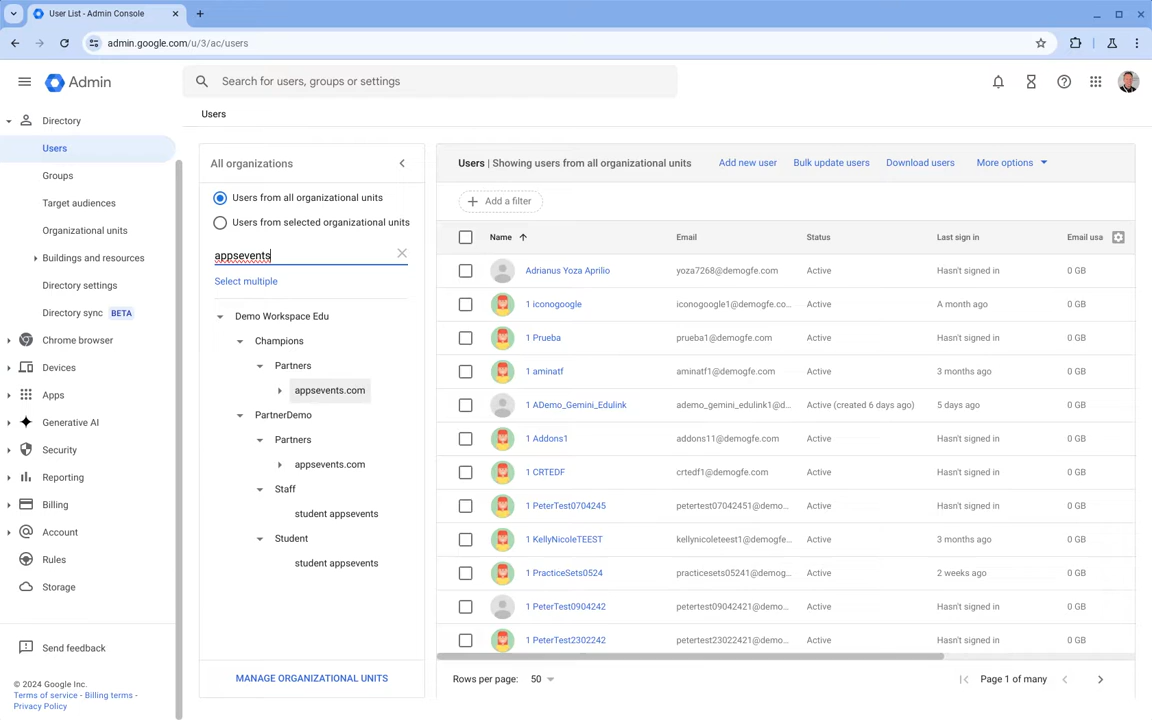 User List - Admin Console
admin.google.com/u/3/ac/users
Admin
Search for users, groups or settings
Directory
Users
Groups
Target audiences
Organizational units
Buildings and resources
Directory settings
Directory sync BETA
Chrome browser
Devices
Apps
Generative AI
Security
Reporting
Billing
Account
Rules
Storage
Send feedback
© 2024 Google Inc.
Terms of service - Billing terms -
Privacy Policy
Users
All organizations
Users from all organizational units
Users from selected organizational units
appsevents
Select multiple
Demo Workspace Edu
Champions
Partners
appsevents.com
PartnerDemo
Partners
appsevents.com
Staff
student appsevents
Student
student appsevents
MANAGE ORGANIZATIONAL UNITS
Users | Showing users from all organizational units Add new user Bulk update users Download users More options
Add a filter
Name Email Status Last sign in Email usa
Adrianus Yoza Aprilio yoza7268@demogfe.com Active Hasn't signed in 0 GB
1 iconogoogle iconogoogle1@demogfe.co... Active A month ago 0 GB
1 Prueba prueba1@demogfe.com Active Hasn't signed in 0 GB
1 aminatf aminatf1@demogfe.com Active 3 months ago 0 GB
1 ADemo_Gemini_Edulink ademo_gemini_edulink1@d... Active (created 6 days ago) 5 days ago 0 GB
1 Addons1 addons11@demogfe.com Active Hasn't signed in 0 GB
1 CRTEDF crtedf1@demogfe.com Active Hasn't signed in 0 GB
1 PeterTest0704245 petertest07042451@demo... Active Hasn't signed in 0 GB
1 KellyNicoleTEEST kellynicoleteest1@demogfe... Active 3 months ago 0 GB
1 PracticeSets0524 practicesets05241@demog... Active 2 weeks ago 0 GB
1 PeterTest0904242 petertest09042421@demo... Active Hasn't signed in 0 GB
1 PeterTest2302242 petertest23022421@demo... Active Hasn't signed in 0 GB
Rows per page: 50 Page 1 of many